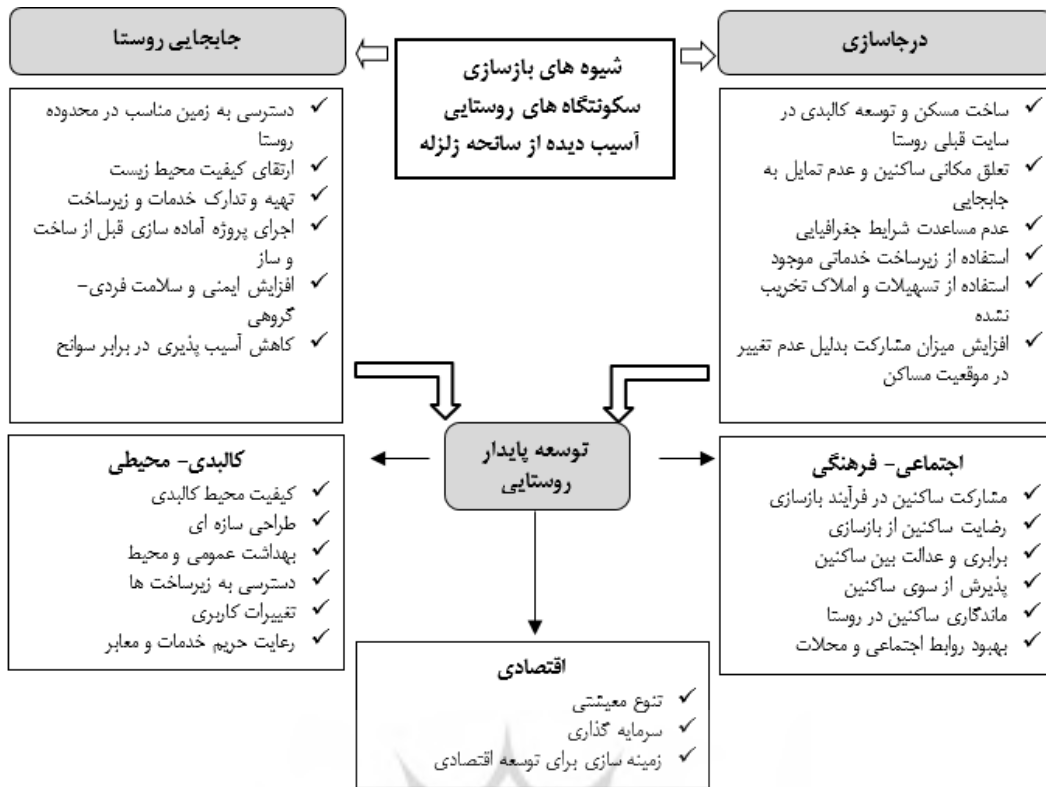 شیوه های بازسازی
سکونتگاه های روستایی
آسیب دیده از سانحه زلزله
درجاسازی
✓ ساخت مسکن و توسعه کالبدی در
سایت قبلی روستا
✓ تعلق مکانی ساکنین و عدم تمایل به
جابجایی
✓ عدم مساعدت شرایط جغرافیایی
✓ استفاده از زیرساخت خدماتی موجود
✓ استفاده از تسهیلات و املاک تخریب
نشده
✓ افزایش میزان مشارکت بدلیل عدم تغییر
در موقعیت مساکن
جابجایی روستا
✓ دسترسی به زمین مناسب در محدوده
روستا
✓ ارتقای کیفیت محیط زیست
✓ تهیه و تدارک خدمات و زیرساخت
✓ اجرای پروژه آماده سازی قبل از ساخت
و ساز
✓ افزایش ایمنی و سلامت فردی-
گروهی
✓ کاهش آسیب پذیری در برابر سوانح
توسعه پایدار
روستایی
اجتماعی- فرهنگی
✓ مشارکت ساکنین در فرآیند بازسازی
✓ رضایت ساکنین از بازسازی
✓ برابری و عدالت بین ساکنین
✓ پذیرش از سوی ساکنین
✓ ماندگاری ساکنین در روستا
✓ بهبود روابط اجتماعی و محلات
کالبدی- محیطی
✓ کیفیت محیط کالبدی
✓ طراحی سازه ای
✓ بهداشت عمومی و محیط
✓ دسترسی به زیرساخت ها
✓ تغییرات کاربری
✓ رعایت حریم خدمات و معابر
اقتصادی
✓ تنوع معیشتی
✓ سرمایه گذاری
✓ زمینه سازی برای توسعه اقتصادی